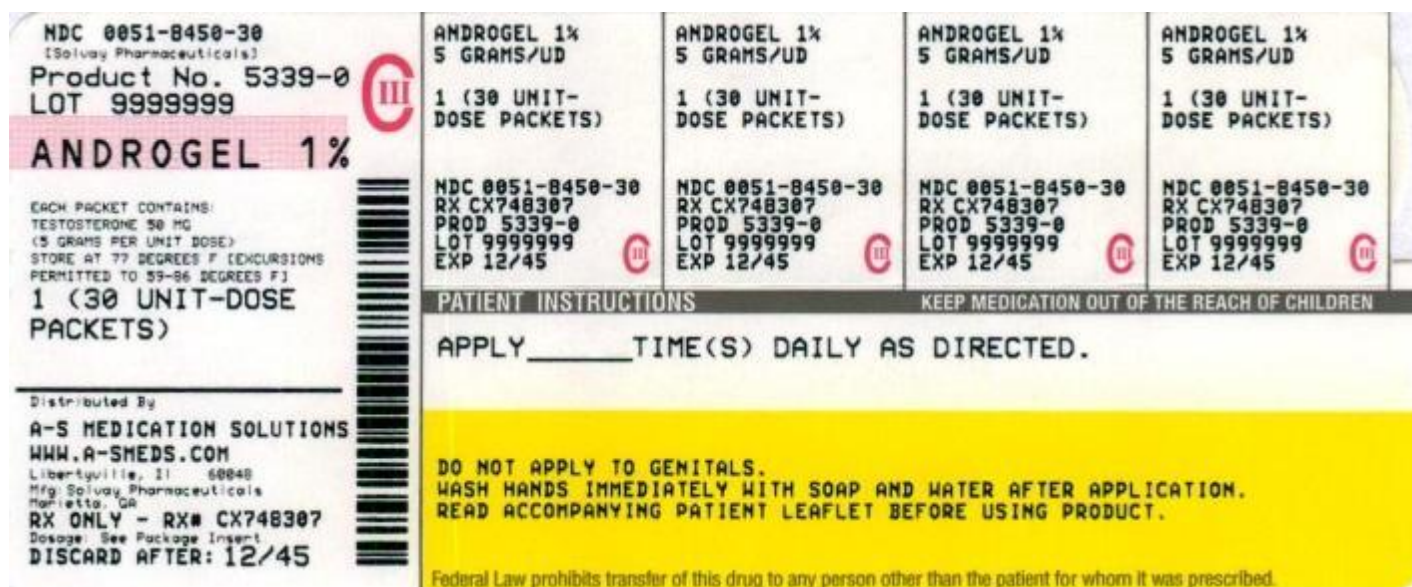 NDC 0051-8450-30
[Solvay Pharmaceuticals]
Product No. 5339-0
LOT 9999999
CIII
ANDROGEL 1%
EACH PACKET CONTAINS:
TESTOSTERONE 50 MG
(5 GRAMS PER UNIT DOSE)
STORE AT 77 DEGREES F [EXCURSIONS
PERMITTED TO 59-86 DEGREES F]
1 (30 UNIT-DOSE
PACKETS)
Distributed By
A-S MEDICATION SOLUTIONS
WWW.A-SMEDS.COM
Libertyville, Il 60048
Mfg: Solvay Pharmaceuticals
Marietta, GA
RX ONLY - RX# CX748307
Dosage: See Package Insert
DISCARD AFTER: 12/45
ANDROGEL 1%
5 GRAMS/UD
1 (30 UNIT-
DOSE PACKETS)
NDC 0051-8450-30
RX CX748307
PROD 5339-0
LOT 9999999
EXP 12/45
CIII
ANDROGEL 1%
5 GRAMS/UD
1 (30 UNIT-
DOSE PACKETS)
NDC 0051-8450-30
RX CX748307
PROD 5339-0
LOT 9999999
EXP 12/45
CIII
ANDROGEL 1%
5 GRAMS/UD
1 (30 UNIT-
DOSE PACKETS)
NDC 0051-8450-30
RX CX748307
PROD 5339-0
LOT 9999999
EXP 12/45
CIII
ANDROGEL 1%
5 GRAMS/UD
1 (30 UNIT-
DOSE PACKETS)
NDC 0051-8450-30
RX CX748307
PROD 5339-0
LOT 9999999
EXP 12/45
CIII
PATIENT INSTRUCTIONS KEEP MEDICATION OUT OF THE REACH OF CHILDREN
APPLY______TIME(S) DAILY AS DIRECTED.
DO NOT APPLY TO GENITALS.
WASH HANDS IMMEDIATELY WITH SOAP AND WATER AFTER APPLICATION.
READ ACCOMPANYING PATIENT LEAFLET BEFORE USING PRODUCT.
Federal Law prohibits transfer of this drug to any person other than the patient for whom it was prescribed.